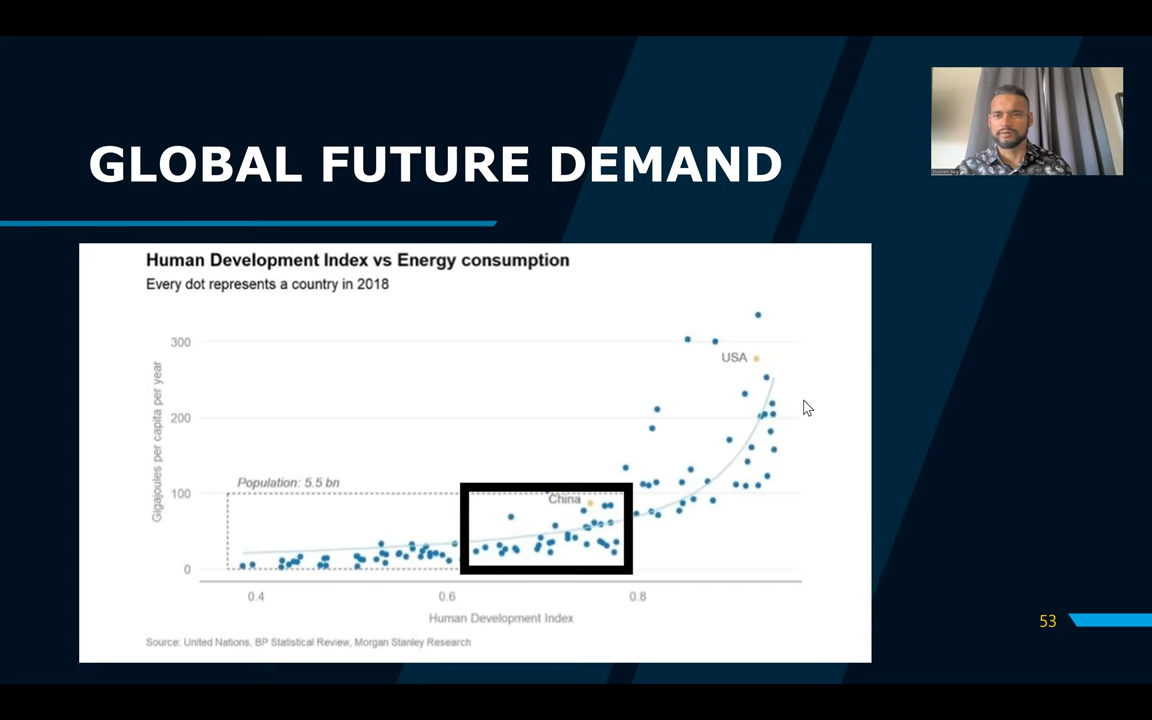 GLOBAL FUTURE DEMAND
Human Development Index vs Energy consumption
Every dot represents a country in 2018
300
USA
Gigajoules per capita per year
200
Population: 5.5 bn
100
China
0
0.4
0.6
0.8
Human Development Index
53
Source: United Nations, BP Statistical Review, Morgan Stanley Research